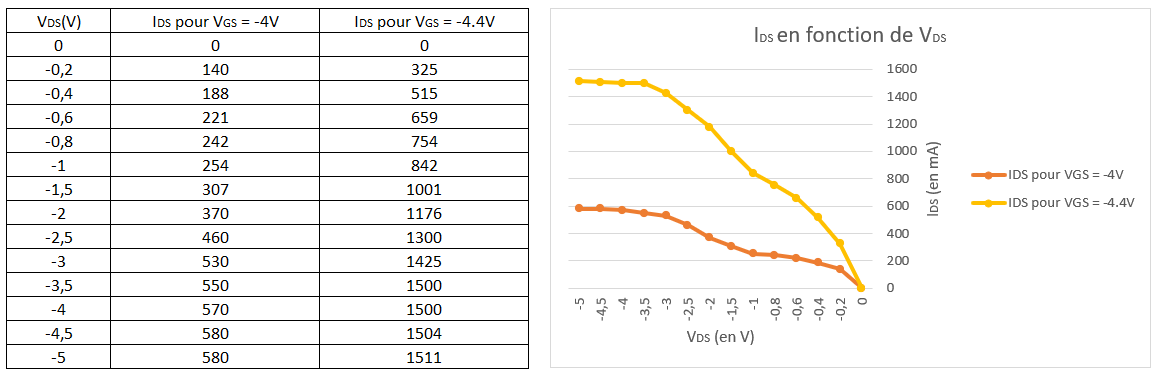 VDS(V) IDS pour VGS = -4V IDS pour VGS = -4.4V
0 0 0
-0,2 140 325
-0,4 188 515
-0,6 221 659
-0,8 242 754
-1 254 842
-1,5 307 1001
-2 370 1176
-2,5 460 1300
-3 530 1425
-3,5 550 1500
-4 570 1500
-4,5 580 1504
-5 580 1511
IDS en fonction de VDS
1600
1400
1200
1000
800
600
400
200
0
IDS (en mA)
-5 -4,5 -4 -3,5 -3 -2,5 -2 -1,5 -1 -0,8 -0,6 -0,4 -0,2 0
VDS (en V)
IDS pour VGS = -4V
IDS pour VGS = -4.4V